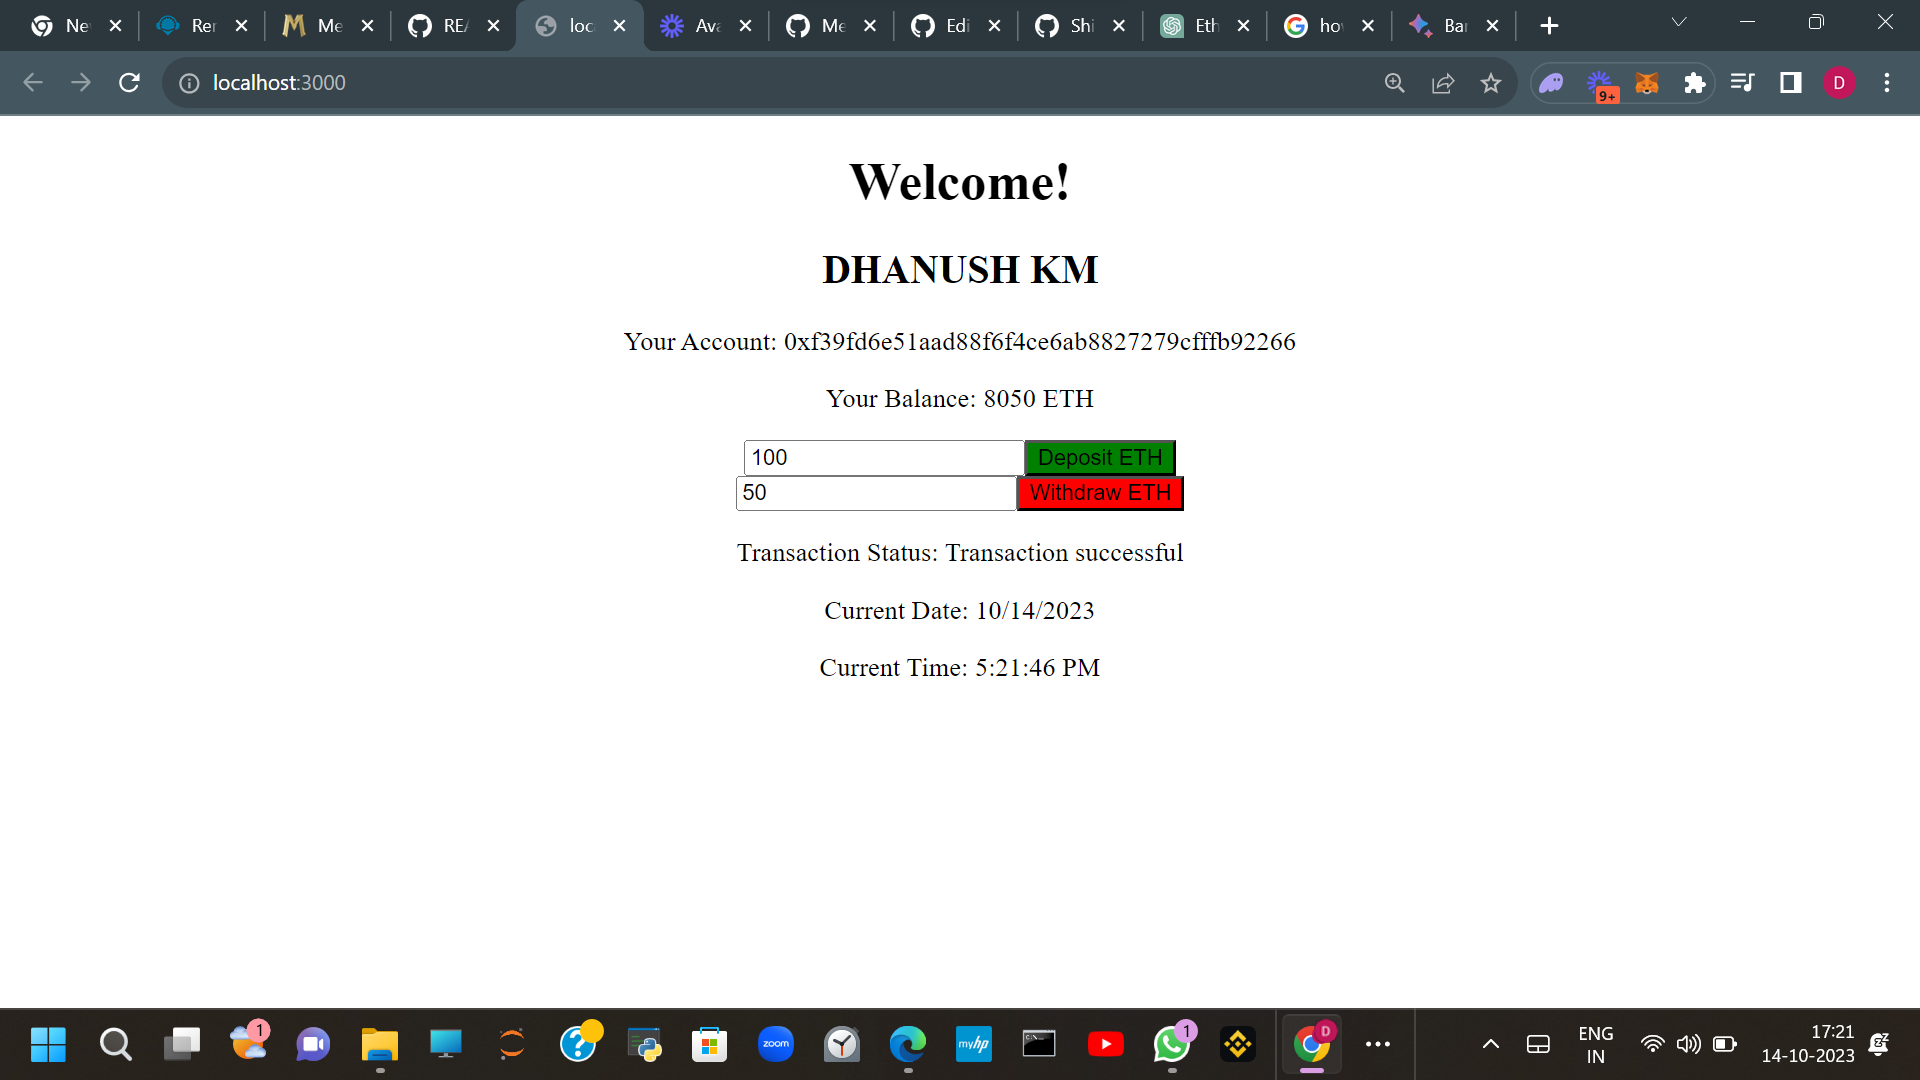 Ne
Rer
Me
REA
loc
Ava
Me
Edi
Shi
Eth
ho
Bar
localhost:3000
9+
D
Welcome!
DHANUSH KM
Your Account: 0xf39fd6e51aad88f6f4ce6ab8827279cfffb92266
Your Balance: 8050 ETH
100 Deposit ETH
50 Withdraw ETH
Transaction Status: Transaction successful
Current Date: 10/14/2023
Current Time: 5:21:46 PM
1
zoom
myhp
1
D
ENG
IN
17:21
14-10-2023